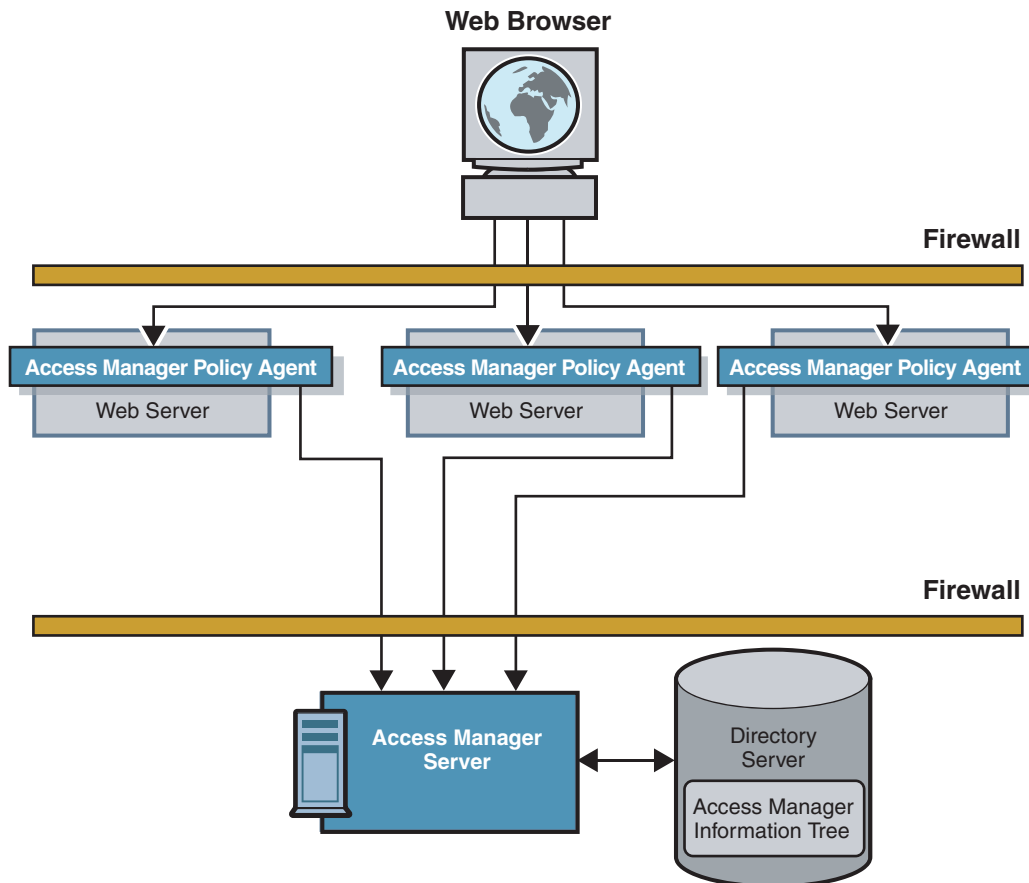 Web Browser
Firewall
Access Manager Policy Agent
Web Server
Access Manager Policy Agent
Web Server
Access Manager Policy Agent
Web Server
Firewall
Access Manager
Server
Directory
Server
Access Manager
Information Tree